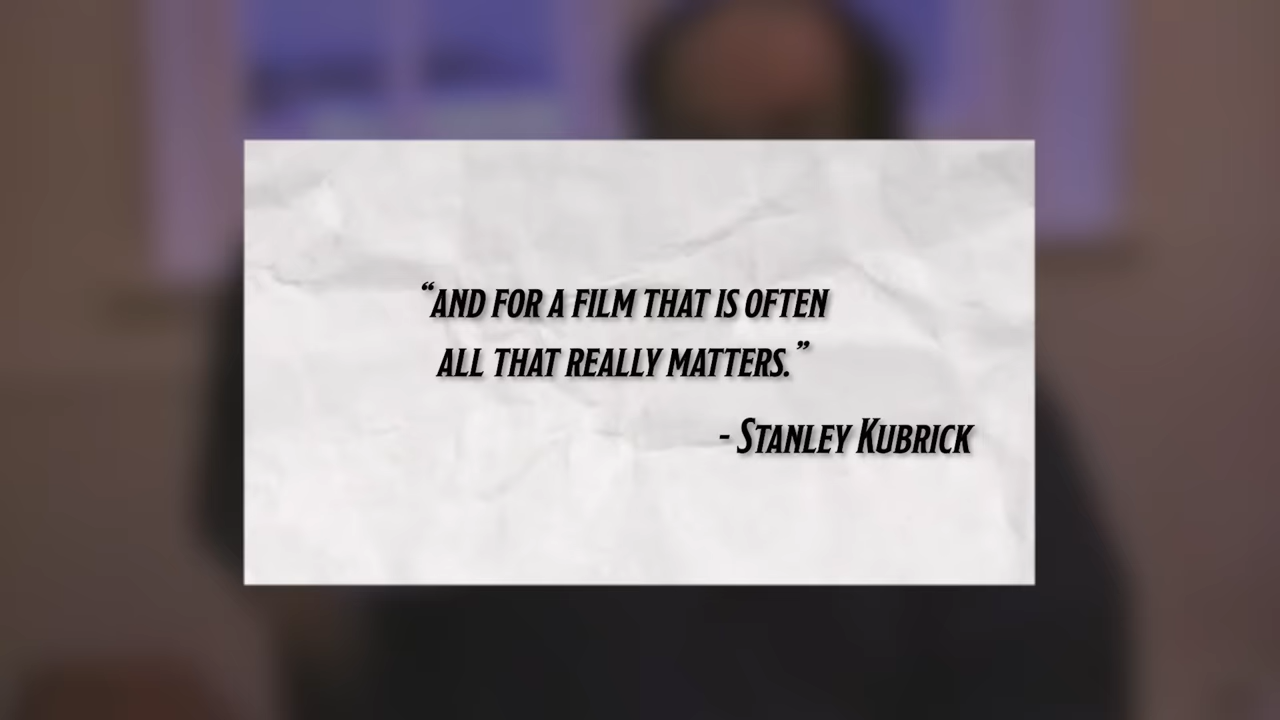 “AND FOR A FILM THAT IS OFTEN
ALL THAT REALLY MATTERS.”
- STANLEY KUBRICK